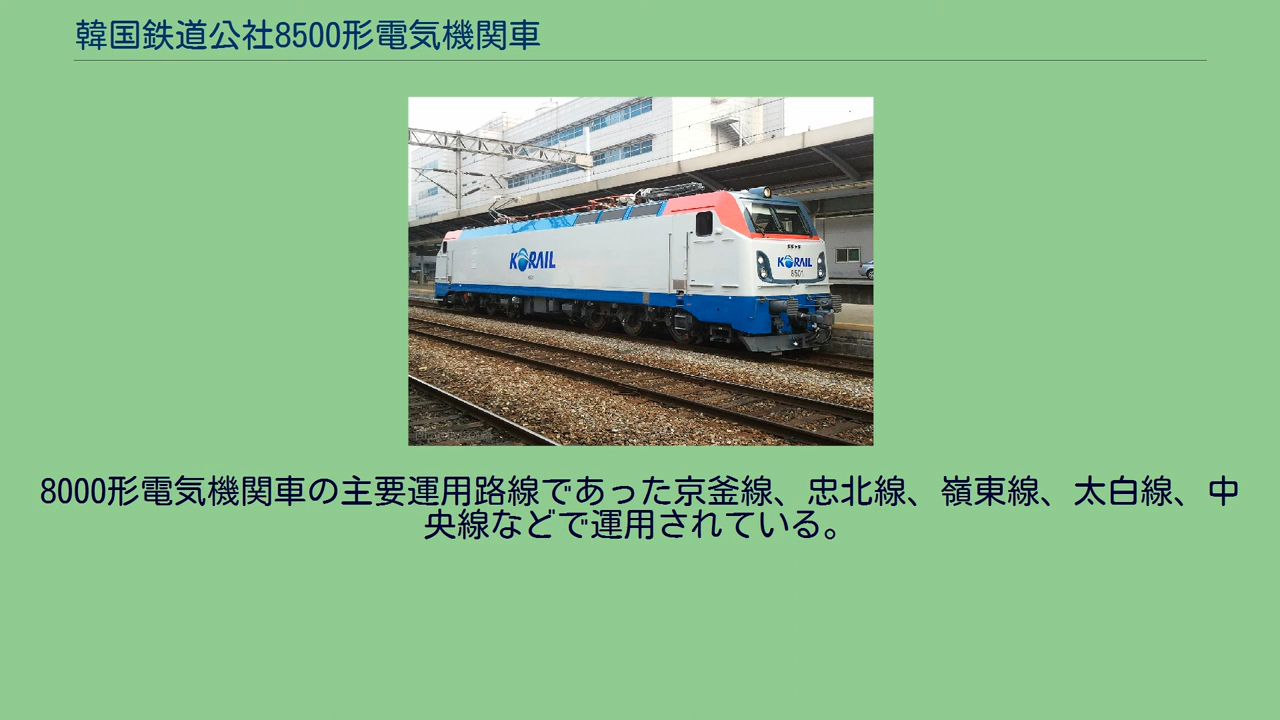 韓国鉄道公社8500形電気機関車
KORAIL
KORAIL
8501
8000形電気機関車の主要運用路線であった京釜線、忠北線、嶺東線、太白線、中
央線などで運用されている。